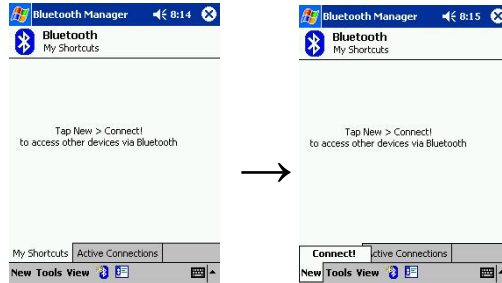 Bluetooth Manager 8:14
Bluetooth
My Shortcuts
Tap New > Connect!
to access other devices via Bluetooth
My Shortcuts Active Connections
New Tools View
→
Bluetooth Manager 8:15
Bluetooth
My Shortcuts
Tap New > Connect!
to access other devices via Bluetooth
Connect! ctive Connections
New Tools View